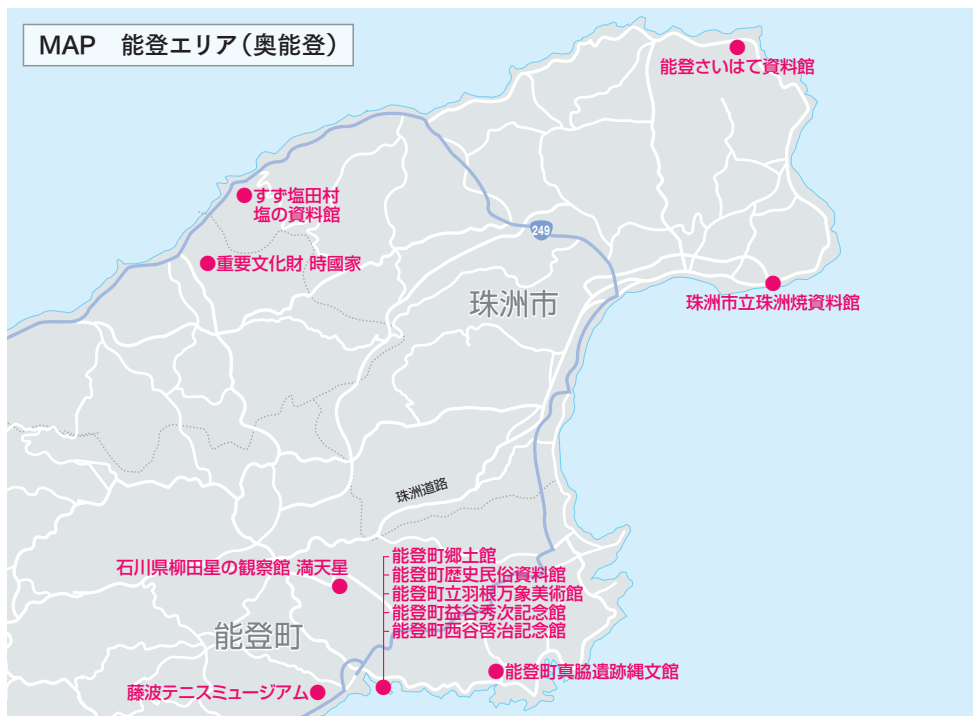 MAP 能登エリア（奥能登）
能登さいはて資料館
すず塩田村
塩の資料館
249
重要文化財 時國家
珠洲市
珠洲市立珠洲焼資料館
珠洲道路
能登町郷土館
石川県柳田星の観察館 満天星
能登町歴史民俗資料館
能登町立羽根万象美術館
能登町益谷秀次記念館
能登町西谷啓治記念館
能登町
能登町真脇遺跡縄文館
藤波テニスミュージアム